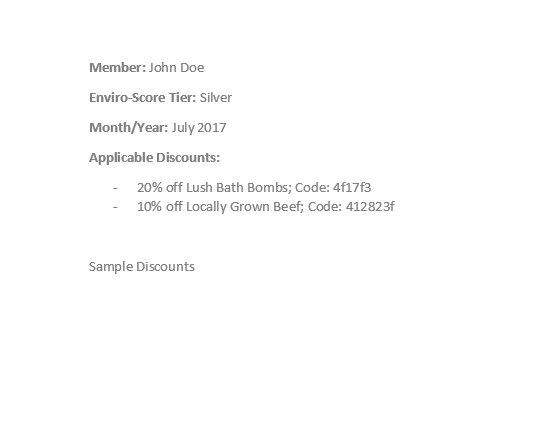 Member: John Doe
Enviro-Score Tier: Silver
Month/Year: July 2017
Applicable Discounts:
- 20% off Lush Bath Bombs; Code: 4f17f3
- 10% off Locally Grown Beef; Code: 412823f
Sample Discounts